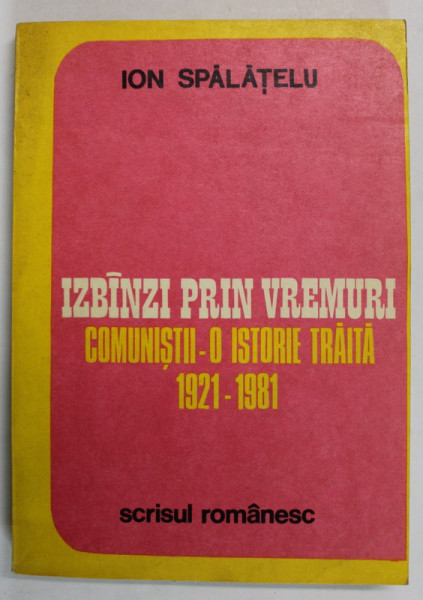 ION SPĂLĂȚELU
IZBÎNZI PRIN VREMURI
COMUNIȘTII-O ISTORIE TRĂITĂ
1921-1981
scrisul românesc